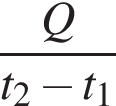 Q
t₂ − t₁